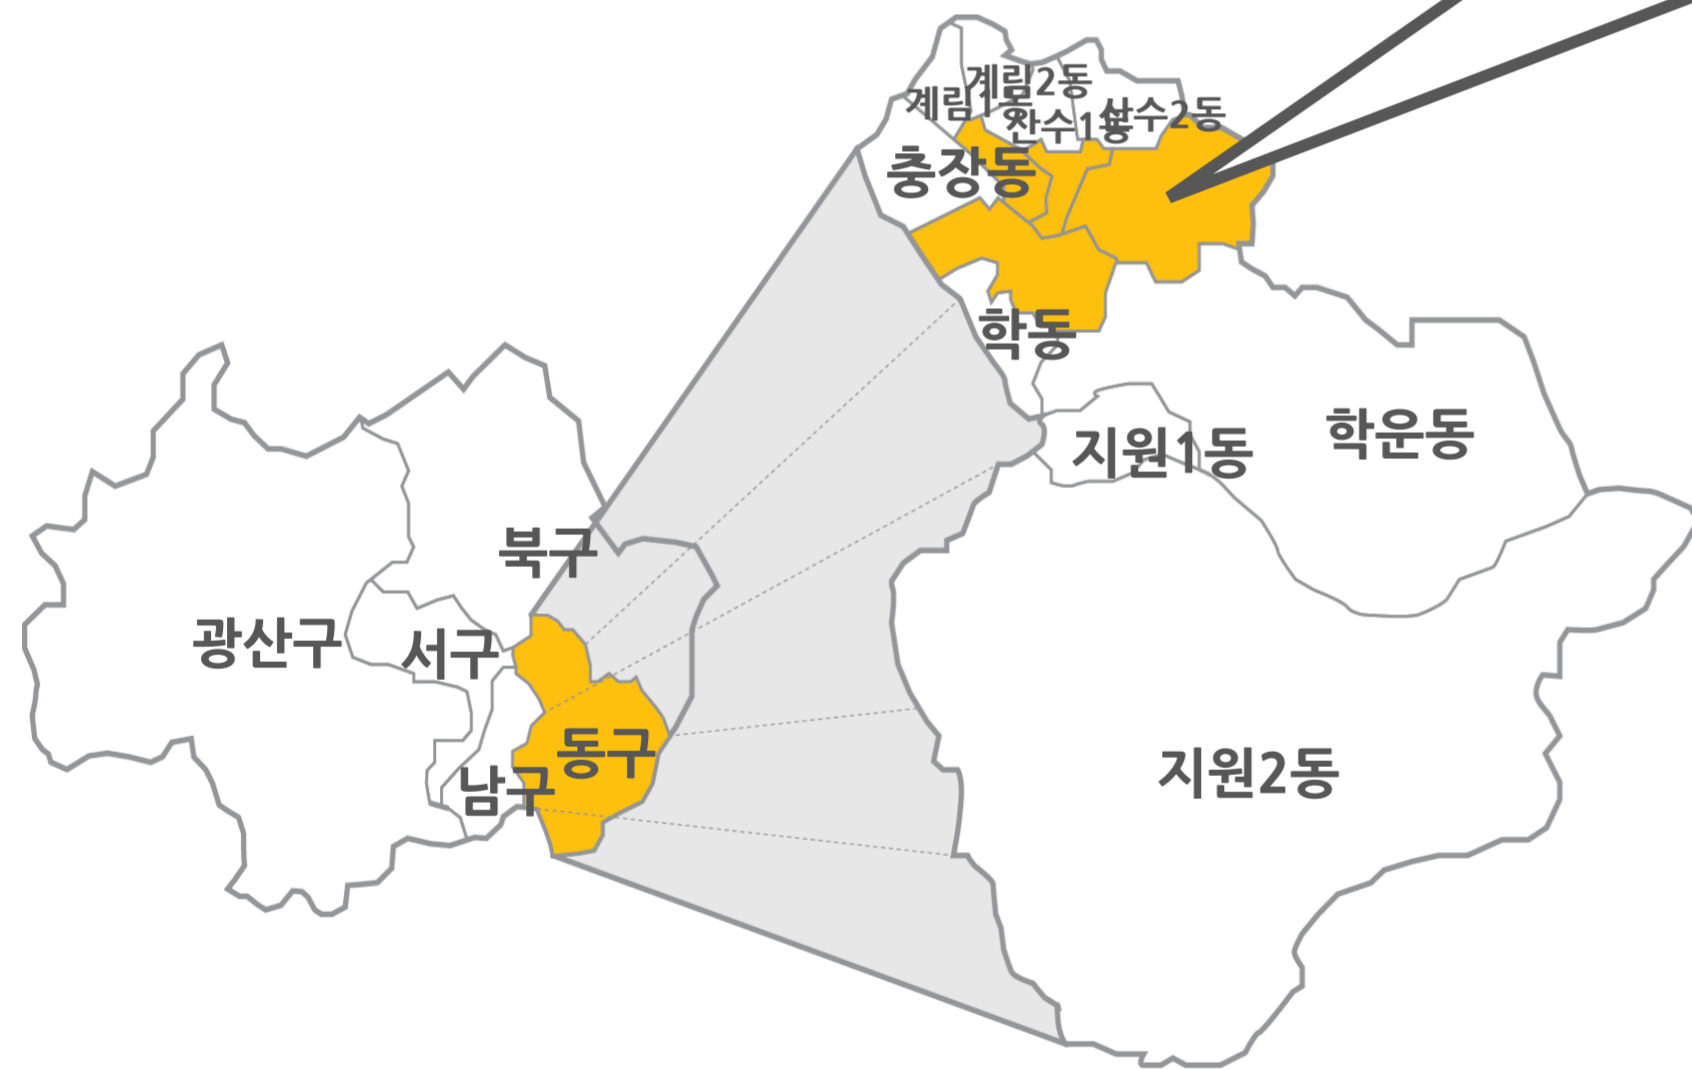 계림2동
계림1동
산수1동
산수2동
충장동
학동
지원1동
학운동
북구
광산구
서구
동구
남구
지원2동